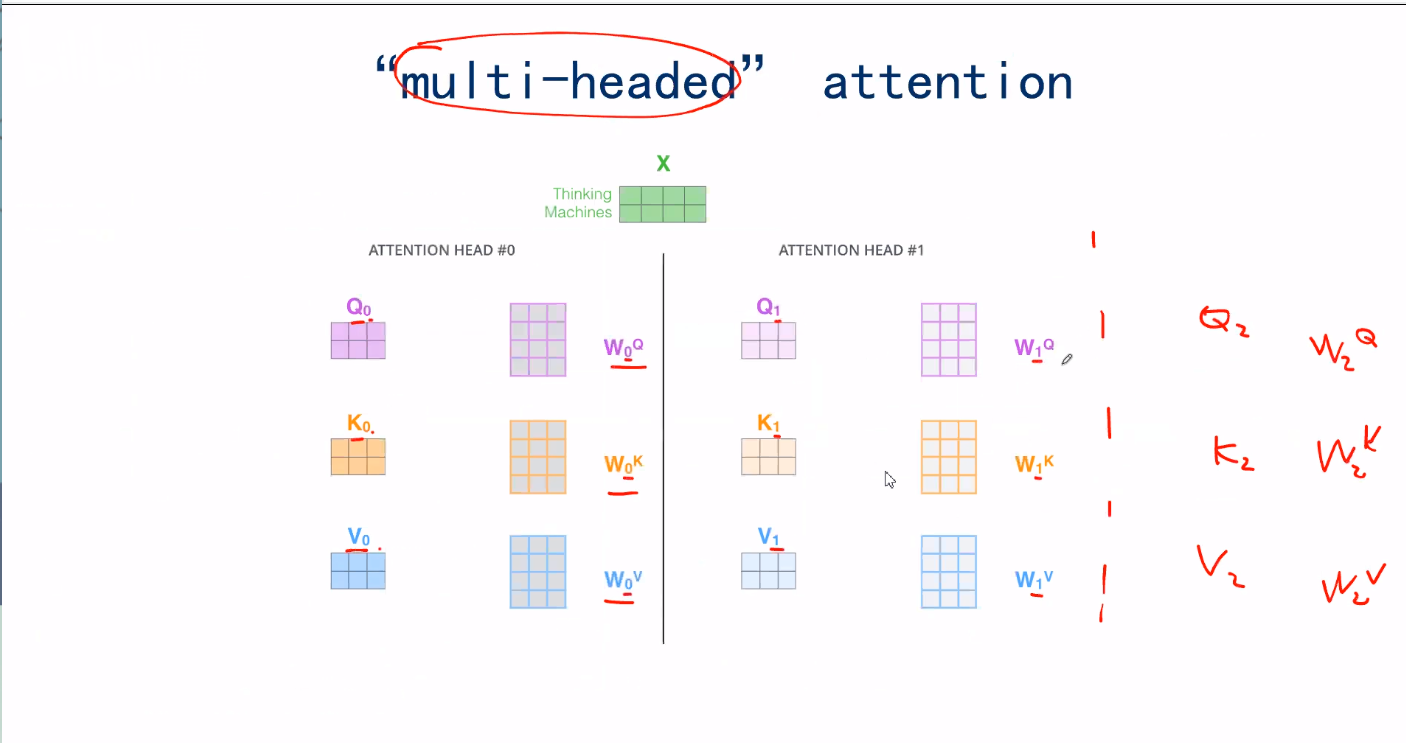 “multi-headed” attention
X
Thinking
Machines
ATTENTION HEAD #0
ATTENTION HEAD #1
Q0
Q1
Q2
W0Q
W1Q
W2Q
K0
K1
K2
W0K
W1K
W2K
V0
V1
V2
W0V
W1V
W2V